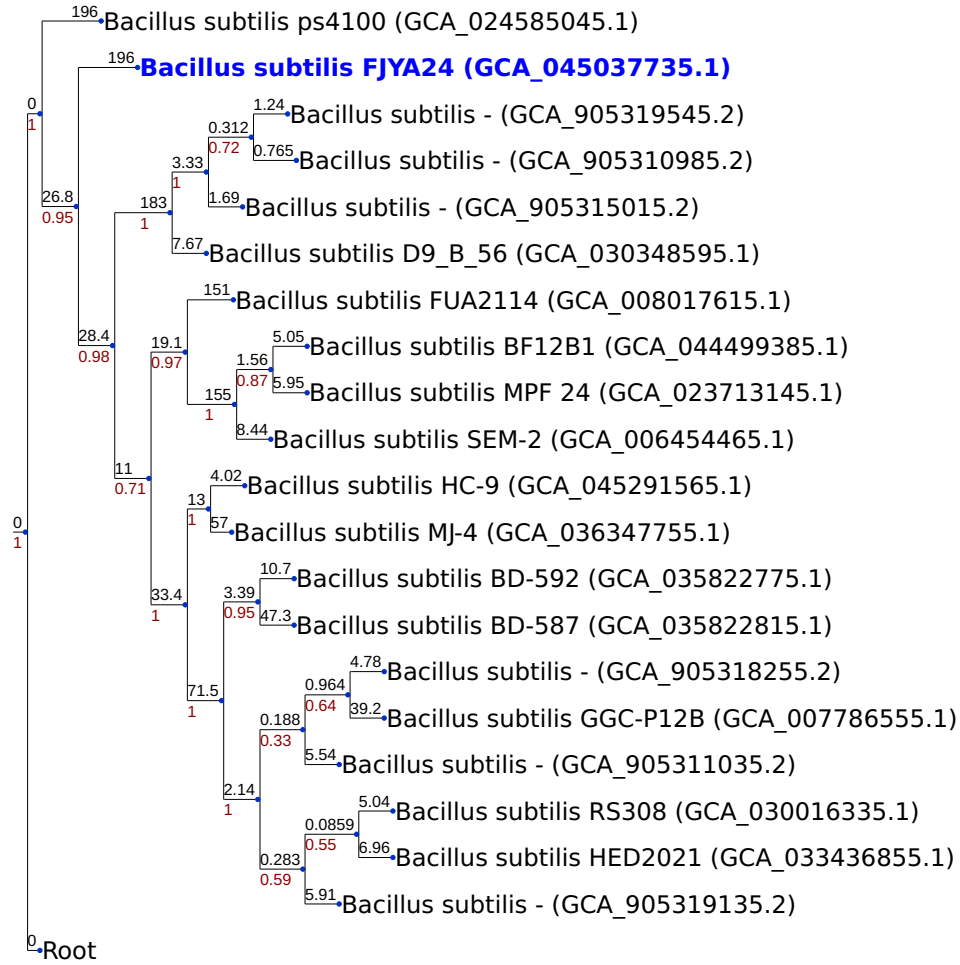 196
Bacillus subtilis ps4100 (GCA_024585045.1)
196
Bacillus subtilis FJYA24 (GCA_045037735.1)
0
1
1.24
Bacillus subtilis - (GCA_905319545.2)
0.312
0.72
0.765
Bacillus subtilis - (GCA_905310985.2)
3.33
1
1.69
Bacillus subtilis - (GCA_905315015.2)
26.8
0.95
183
1
7.67
Bacillus subtilis D9_B_56 (GCA_030348595.1)
151
Bacillus subtilis FUA2114 (GCA_008017615.1)
28.4
0.98
19.1
0.97
5.05
Bacillus subtilis BF12B1 (GCA_044499385.1)
1.56
0.87
5.95
Bacillus subtilis MPF 24 (GCA_023713145.1)
155
1
8.44
Bacillus subtilis SEM-2 (GCA_006454465.1)
11
0.71
4.02
Bacillus subtilis HC-9 (GCA_045291565.1)
13
1
57
Bacillus subtilis MJ-4 (GCA_036347755.1)
0
1
10.7
Bacillus subtilis BD-592 (GCA_035822775.1)
33.4
1
3.39
0.95
47.3
Bacillus subtilis BD-587 (GCA_035822815.1)
4.78
Bacillus subtilis - (GCA_905318255.2)
71.5
1
0.964
0.64
39.2
Bacillus subtilis GGC-P12B (GCA_007786555.1)
0.188
0.33
5.54
Bacillus subtilis - (GCA_905311035.2)
2.14
1
5.04
Bacillus subtilis RS308 (GCA_030016335.1)
0.0859
0.55
6.96
Bacillus subtilis HED2021 (GCA_033436855.1)
0.283
0.59
5.91
Bacillus subtilis - (GCA_905319135.2)
0
Root